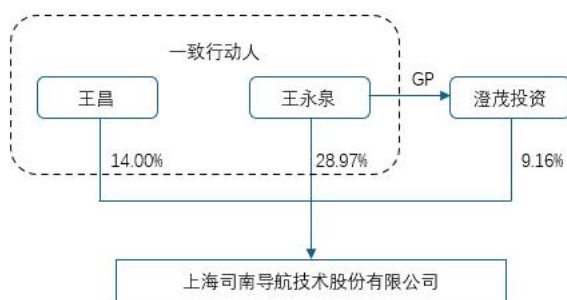 一致行动人
王昌
王永泉
GP
澄茂投资
14.00%
28.97%
9.16%
上海司南导航技术股份有限公司